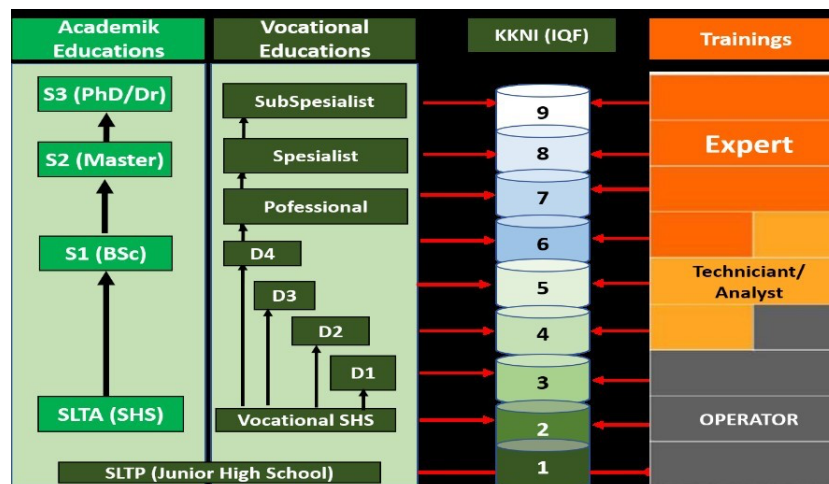 Academik
Educations
Vocational
Educations
KKNI (IQF)
Trainings
S3 (PhD/Dr)
S2 (Master)
S1 (BSc)
SLTA (SHS)
SubSpesialist
Spesialist
Pofessional
D4
D3
D2
D1
Vocational SHS
SLTP (Junior High School)
9
8
7
6
5
4
3
2
1
Expert
Techniciant/
Analyst
OPERATOR